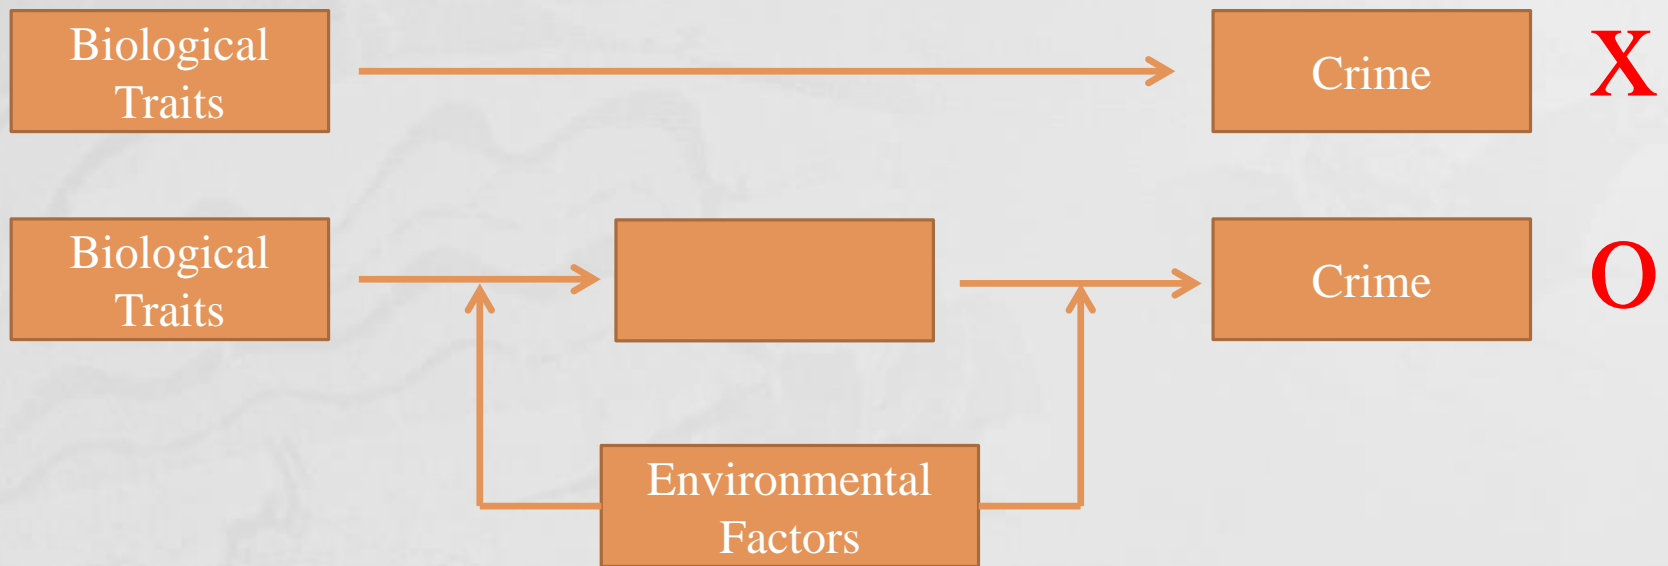 Biological
Traits
Crime
X
Biological
Traits
Crime
O
Environmental
Factors